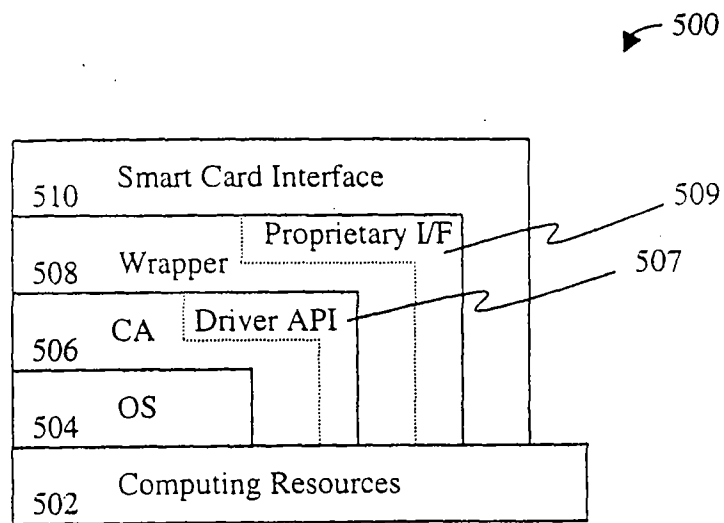 500
Smart Card Interface
510
Proprietary I/F
509
Wrapper
508
507
Driver API
CA
506
OS
504
Computing Resources
502